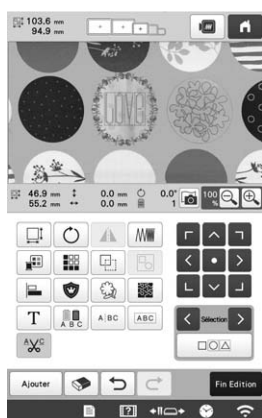 103.6 mm
94.9 mm
LOVE
46.9 mm 0.0 mm 0.0°
55.2 mm 0.0 mm 1
100 %
T ABC A BC ABC
Sélection
Ajouter
Fin Edition